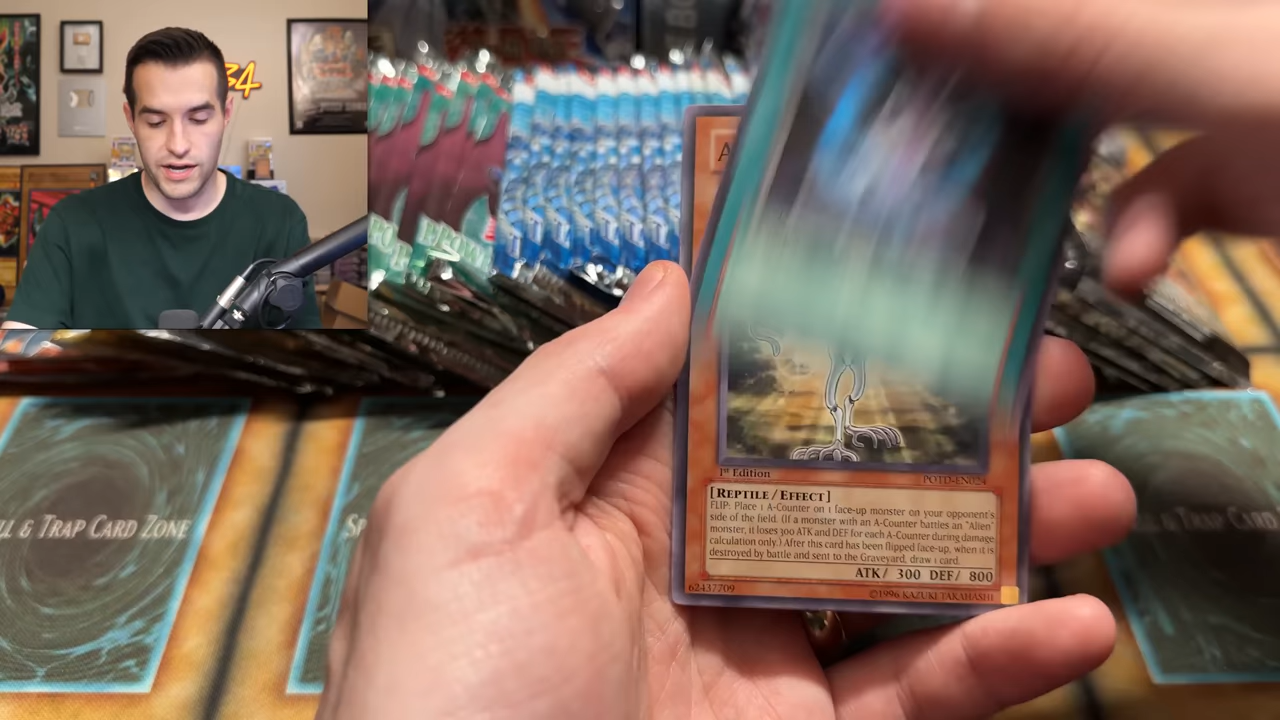 34
A
1st Edition
POTD-EN024
[REPTILE / EFFECT]
FLIP: Place 1 A-Counter on 1 face-up monster on your opponent's
side of the field. (If a monster with an A-Counter battles an "Alien"
monster, it loses 300 ATK and DEF for each A-Counter during damage
calculation only.) After this card has been flipped face-up, when it is
destroyed by battle and sent to the Graveyard, draw 1 card.
ATK/ 300 DEF/ 800
62437709
©1996 KAZUKI TAKAHASHI
LL & TRAP CARD ZONE
SP
AP CARD